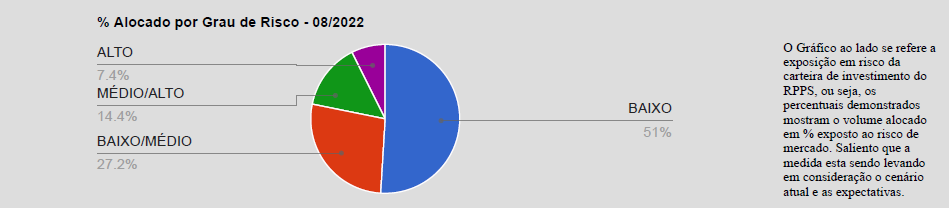 % Alocado por Grau de Risco - 08/2022
ALTO
7.4%
MÉDIO/ALTO
14.4%
BAIXO/MÉDIO
27.2%
BAIXO
51%
O Gráfico ao lado se refere a
exposição em risco da
carteira de investimento do
RPPS, ou seja, os
percentuais demonstrados
mostram o volume alocado
em % exposto ao risco de
mercado. Saliento que a
medida esta sendo levando
em consideração o cenário
atual e as expectativas.